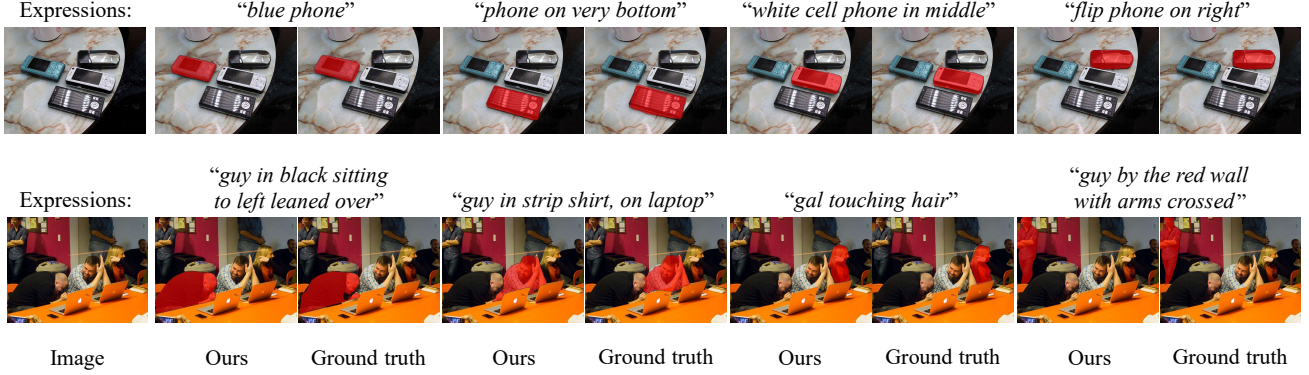 Expressions: “blue phone” “phone on very bottom” “white cell phone in middle” “flip phone on right”
“guy in black sitting “guy by the red wall
Expressions: to left leaned over” “guy in strip shirt, on laptop” “gal touching hair” with arms crossed”
Image Ours Ground truth Ours Ground truth Ours Ground truth Ours Ground truth